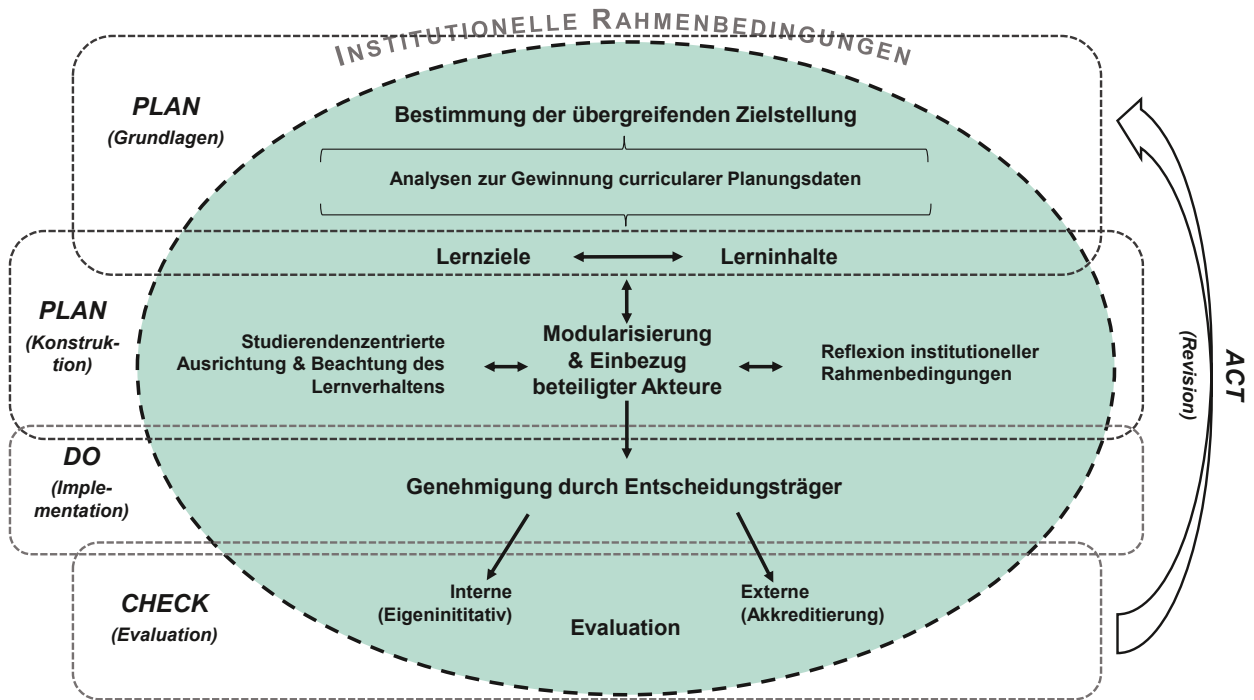 INSTITUTIONELLE RAHMENBEDINGUNGEN
PLAN
(Grundlagen)
Bestimmung der übergreifenden Zielstellung
Analysen zur Gewinnung curricularer Planungsdaten
Lernziele
Lerninhalte
PLAN
(Konstruk-
tion)
Studierendenzentrierte
Ausrichtung & Beachtung des
Lernverhaltens
Modularisierung
& Einbezug
beteiligter Akteure
Reflexion institutioneller
Rahmenbedingungen
ACT
(Revision)
DO
(Imple-
mentation)
Genehmigung durch Entscheidungsträger
CHECK
(Evaluation)
Interne
(Eigeninititativ)
Externe
(Akkreditierung)
Evaluation